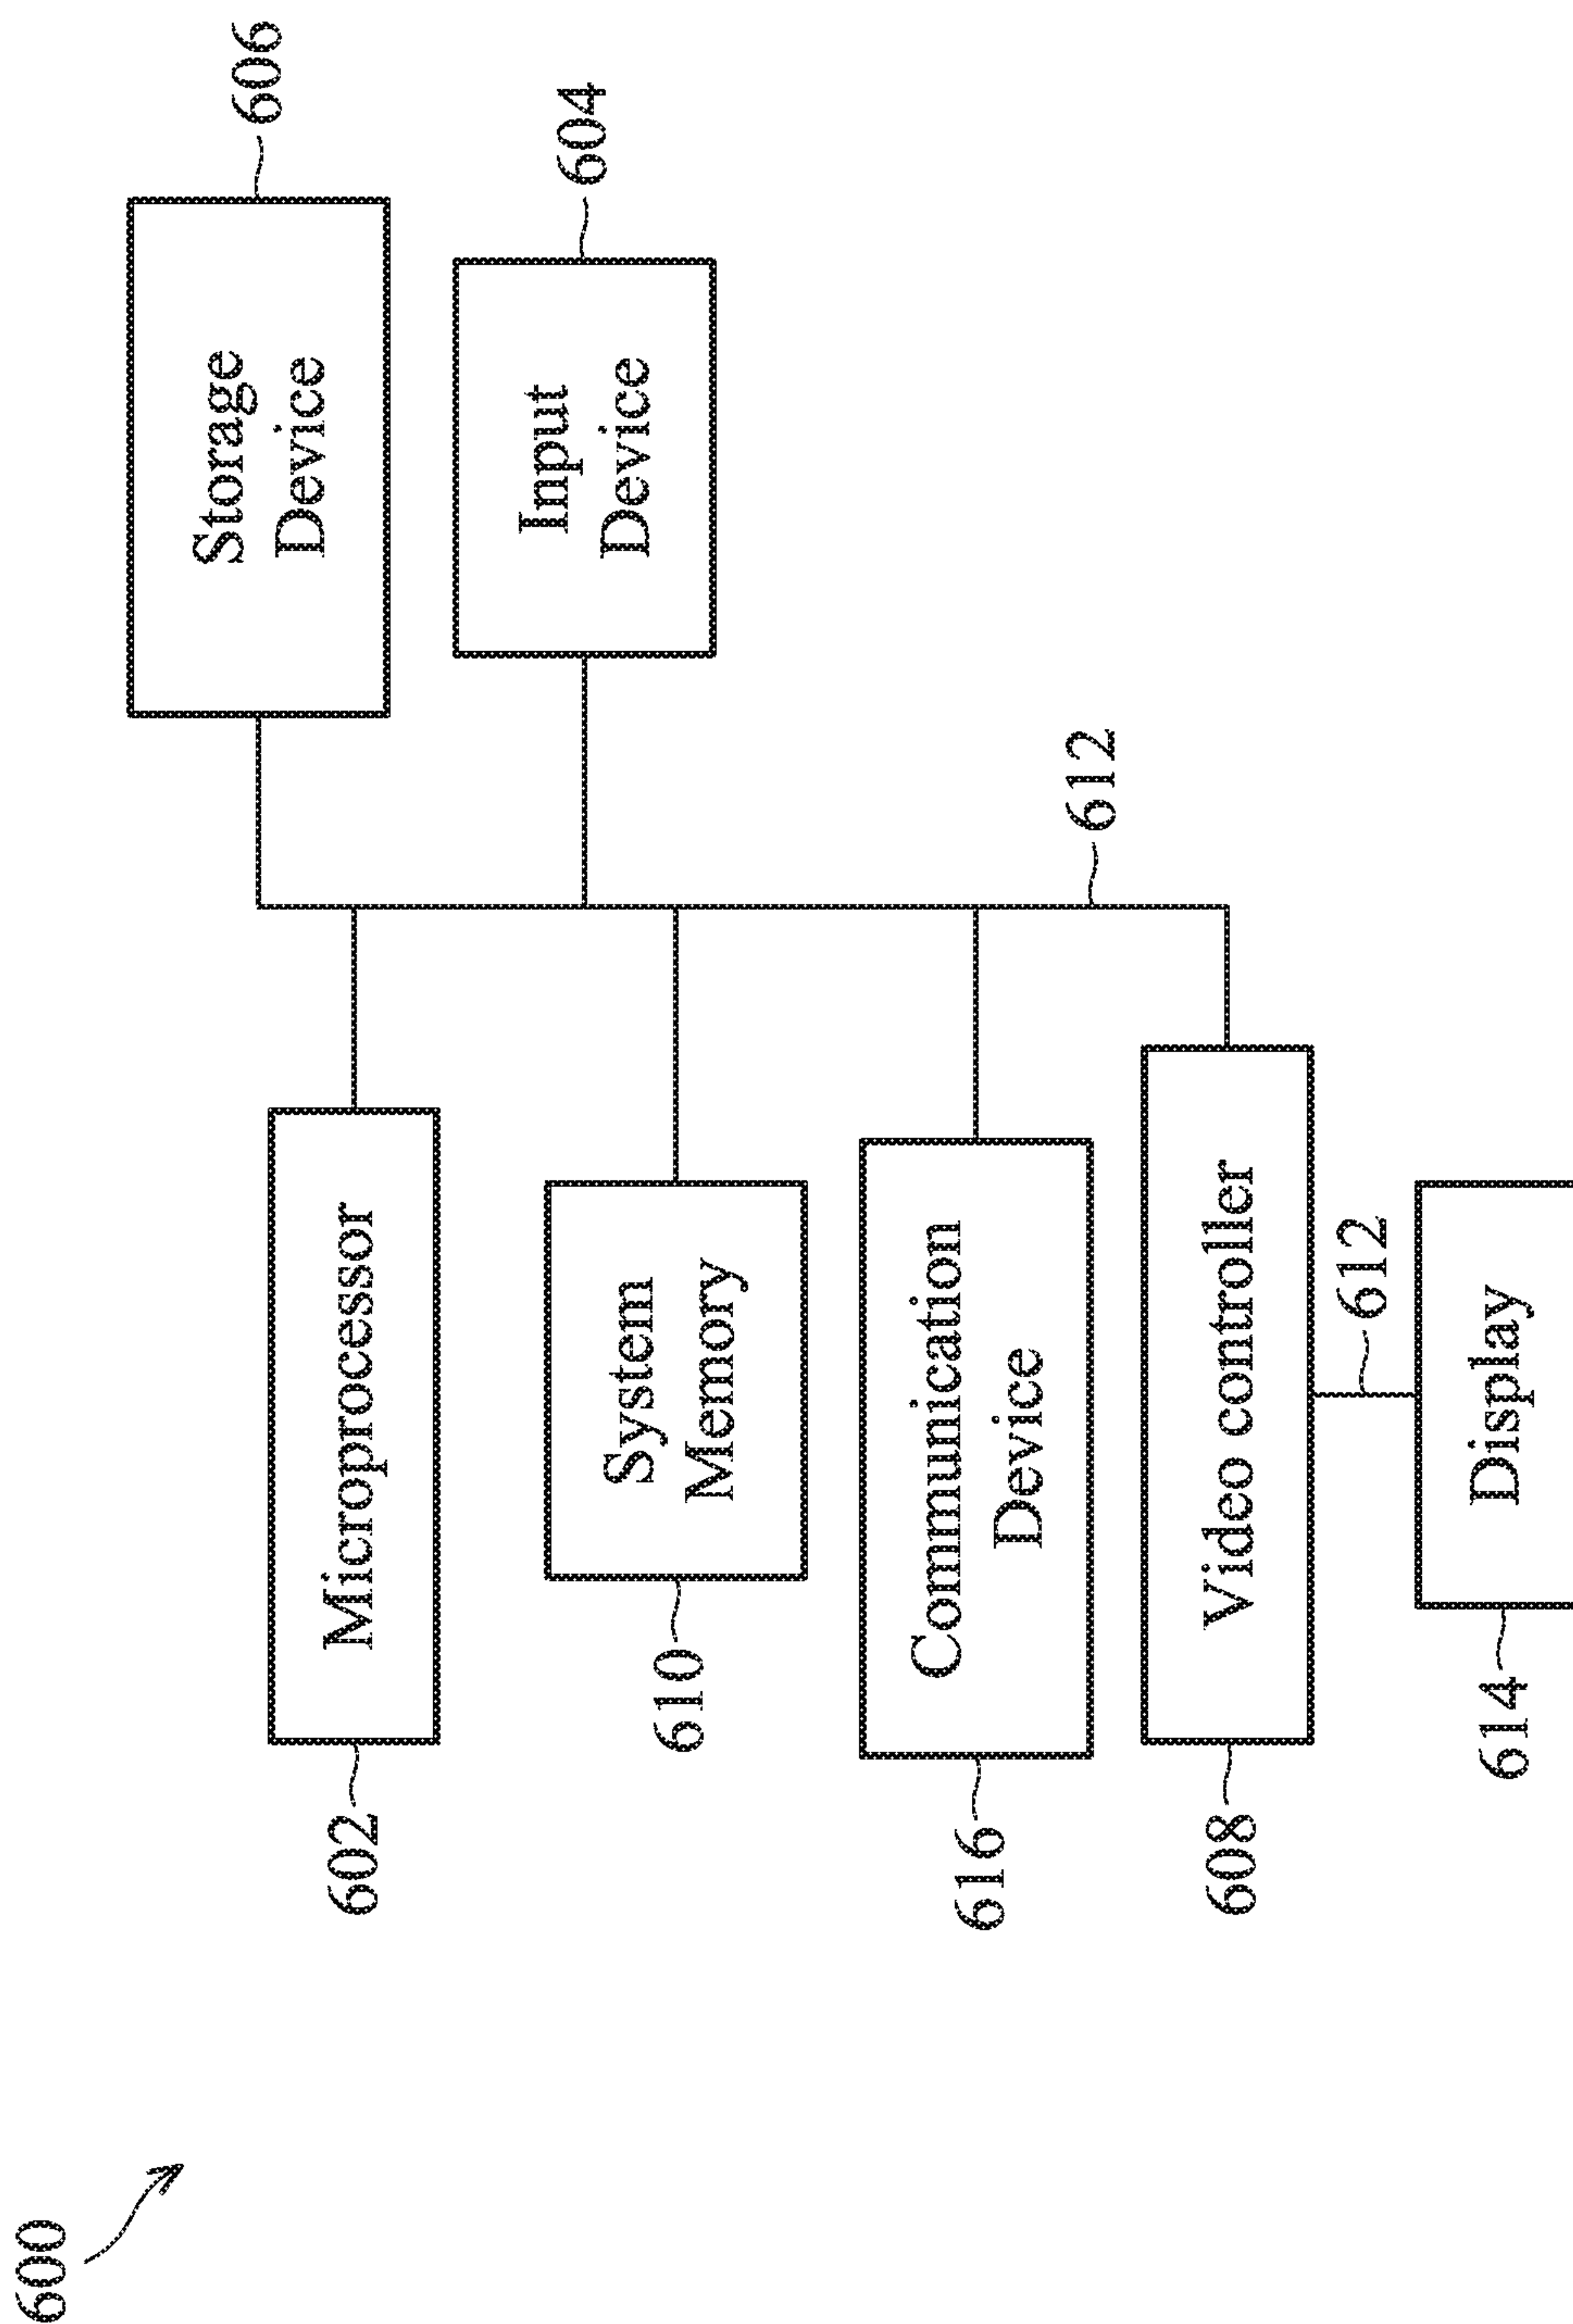 600
602
Microprocessor
Storage
Device
606
610
System
Memory
Input
Device
604
616
Communication
Device
612
608
Video controller
612
614
Display